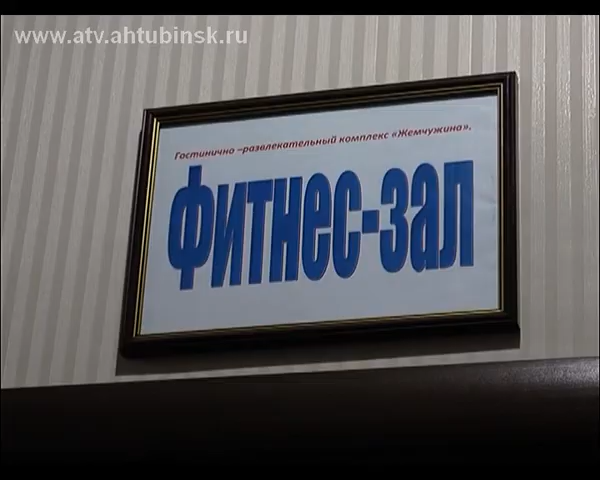 www.atv.ahtubinsk.ru
Гостинично –развлекательный комплекс «Жемчужина».
Фитнес-зал